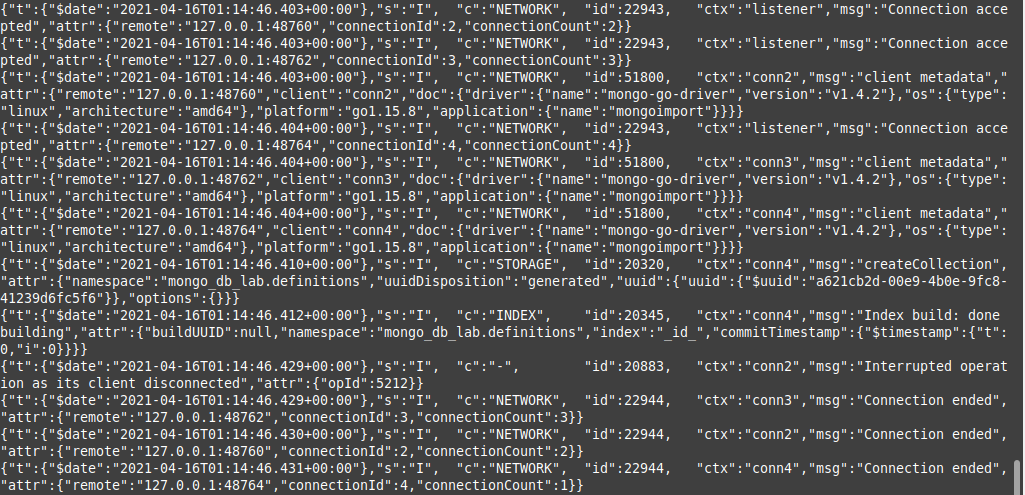 {"t":{"$date":"2021-04-16T01:14:46.403+00:00"},"s":"I",  "c":"NETWORK",  "id":22943,   "ctx":"listener","msg":"Connection acce
pted","attr":{"remote":"127.0.0.1:48760","connectionId":2,"connectionCount":2}}
{"t":{"$date":"2021-04-16T01:14:46.403+00:00"},"s":"I",  "c":"NETWORK",  "id":22943,   "ctx":"listener","msg":"Connection acce
pted","attr":{"remote":"127.0.0.1:48762","connectionId":3,"connectionCount":3}}
{"t":{"$date":"2021-04-16T01:14:46.403+00:00"},"s":"I",  "c":"NETWORK",  "id":51800,   "ctx":"conn2","msg":"client metadata","
attr":{"remote":"127.0.0.1:48760","client":"conn2","doc":{"driver":{"name":"mongo-go-driver","version":"v1.4.2"},"os":{"type":
"linux","architecture":"amd64"},"platform":"go1.15.8","application":{"name":"mongoimport"}}}}
{"t":{"$date":"2021-04-16T01:14:46.404+00:00"},"s":"I",  "c":"NETWORK",  "id":22943,   "ctx":"listener","msg":"Connection acce
pted","attr":{"remote":"127.0.0.1:48764","connectionId":4,"connectionCount":4}}
{"t":{"$date":"2021-04-16T01:14:46.404+00:00"},"s":"I",  "c":"NETWORK",  "id":51800,   "ctx":"conn3","msg":"client metadata","
attr":{"remote":"127.0.0.1:48762","client":"conn3","doc":{"driver":{"name":"mongo-go-driver","version":"v1.4.2"},"os":{"type":
"linux","architecture":"amd64"},"platform":"go1.15.8","application":{"name":"mongoimport"}}}}
{"t":{"$date":"2021-04-16T01:14:46.404+00:00"},"s":"I",  "c":"NETWORK",  "id":51800,   "ctx":"conn4","msg":"client metadata","
attr":{"remote":"127.0.0.1:48764","client":"conn4","doc":{"driver":{"name":"mongo-go-driver","version":"v1.4.2"},"os":{"type":
"linux","architecture":"amd64"},"platform":"go1.15.8","application":{"name":"mongoimport"}}}}
{"t":{"$date":"2021-04-16T01:14:46.410+00:00"},"s":"I",  "c":"STORAGE",  "id":20320,   "ctx":"conn4","msg":"createCollection",
"attr":{"namespace":"mongo_db_lab.definitions","uuidDisposition":"generated","uuid":{"uuid":{"$uuid":"a621cb2d-00e9-4b0e-9fc8-
41239d6fc5f6"}},"options":{}}}
{"t":{"$date":"2021-04-16T01:14:46.412+00:00"},"s":"I",  "c":"INDEX",    "id":20345,   "ctx":"conn4","msg":"Index build: done 
building","attr":{"buildUUID":null,"namespace":"mongo_db_lab.definitions","index":"_id_","commitTimestamp":{"$timestamp":{"t":
0,"i":0}}}}
{"t":{"$date":"2021-04-16T01:14:46.429+00:00"},"s":"I",  "c":"-",        "id":20883,   "ctx":"conn2","msg":"Interrupted operat
ion as its client disconnected","attr":{"opId":5212}}
{"t":{"$date":"2021-04-16T01:14:46.429+00:00"},"s":"I",  "c":"NETWORK",  "id":22944,   "ctx":"conn3","msg":"Connection ended",
"attr":{"remote":"127.0.0.1:48762","connectionId":3,"connectionCount":3}}
{"t":{"$date":"2021-04-16T01:14:46.430+00:00"},"s":"I",  "c":"NETWORK",  "id":22944,   "ctx":"conn2","msg":"Connection ended",
"attr":{"remote":"127.0.0.1:48760","connectionId":2,"connectionCount":2}}
{"t":{"$date":"2021-04-16T01:14:46.431+00:00"},"s":"I",  "c":"NETWORK",  "id":22944,   "ctx":"conn4","msg":"Connection ended",
"attr":{"remote":"127.0.0.1:48764","connectionId":4,"connectionCount":1}}